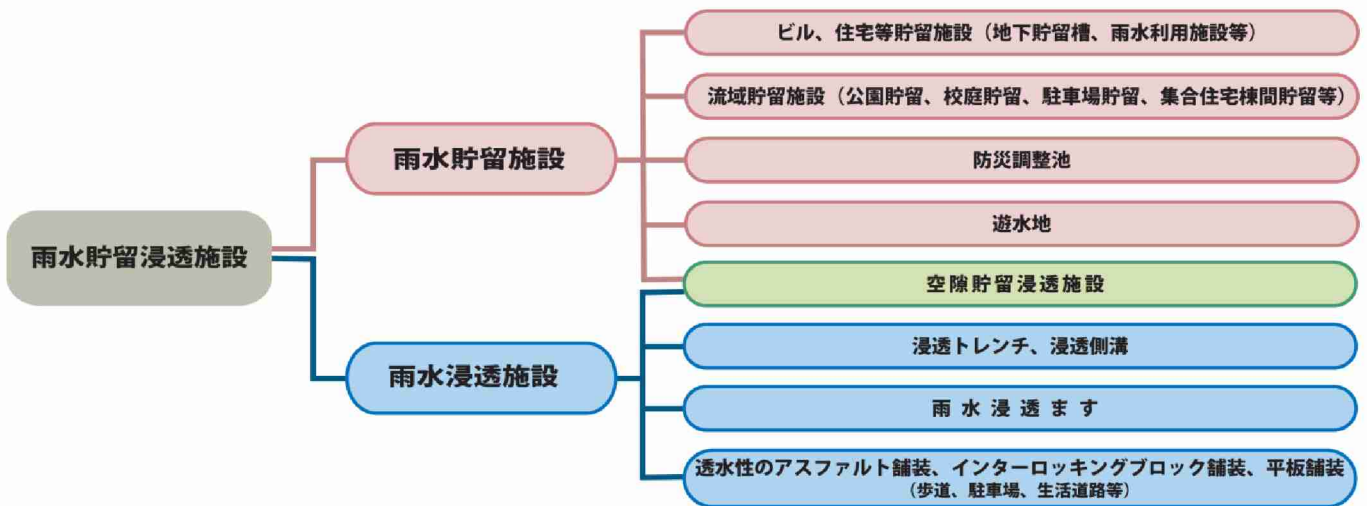 雨水貯留浸透施設
雨水貯留施設
ビル、住宅等貯留施設（地下貯留槽、雨水利用施設等）
流域貯留施設（公園貯留、校庭貯留、駐車場貯留、集合住宅棟間貯留等）
防災調整池
遊水地
空隙貯留浸透施設
雨水浸透施設
浸透トレンチ、浸透側溝
雨水浸透ます
透水性のアスファルト舗装、インターロッキングブロック舗装、平板舗装
（歩道、駐車場、生活道路等）